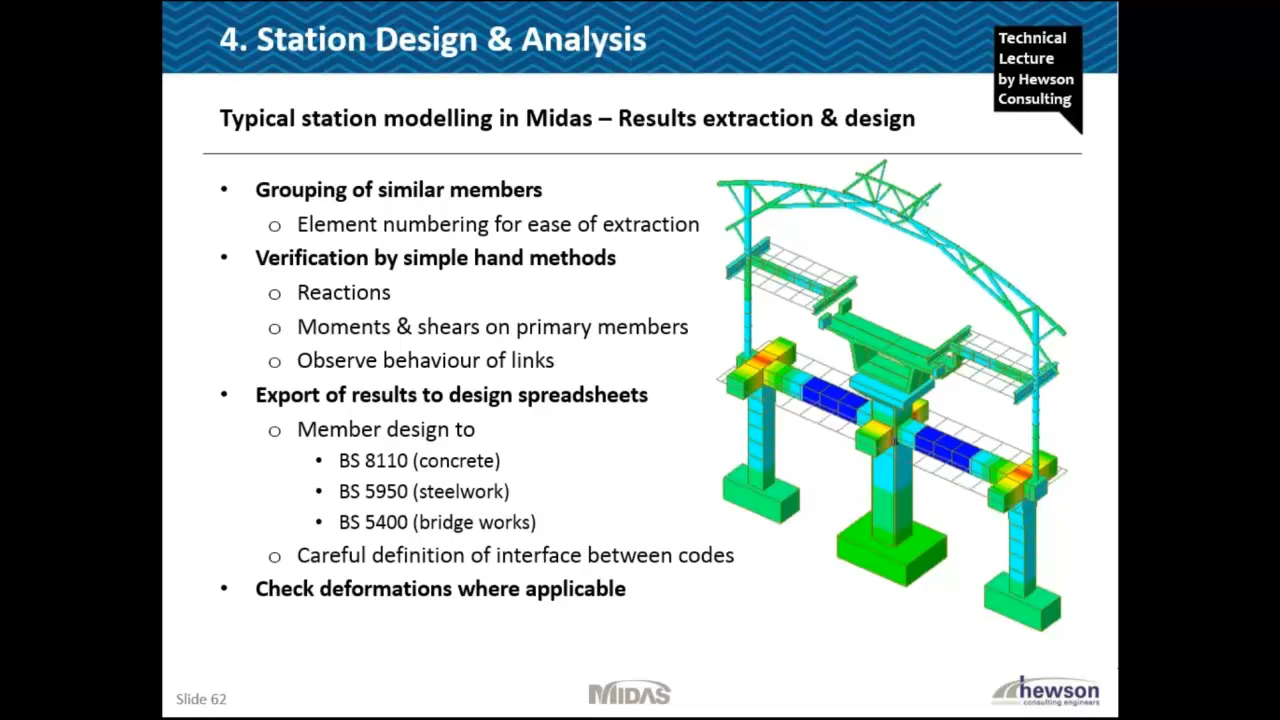 4. Station Design & Analysis
Technical
Lecture
by Hewson
Consulting
Typical station modelling in Midas – Results extraction & design
• Grouping of similar members
o Element numbering for ease of extraction
• Verification by simple hand methods
o Reactions
o Moments & shears on primary members
o Observe behaviour of links
• Export of results to design spreadsheets
o Member design to
• BS 8110 (concrete)
• BS 5950 (steelwork)
• BS 5400 (bridge works)
o Careful definition of interface between codes
• Check deformations where applicable
Slide 62
MIDAS
hewson
consulting engineers